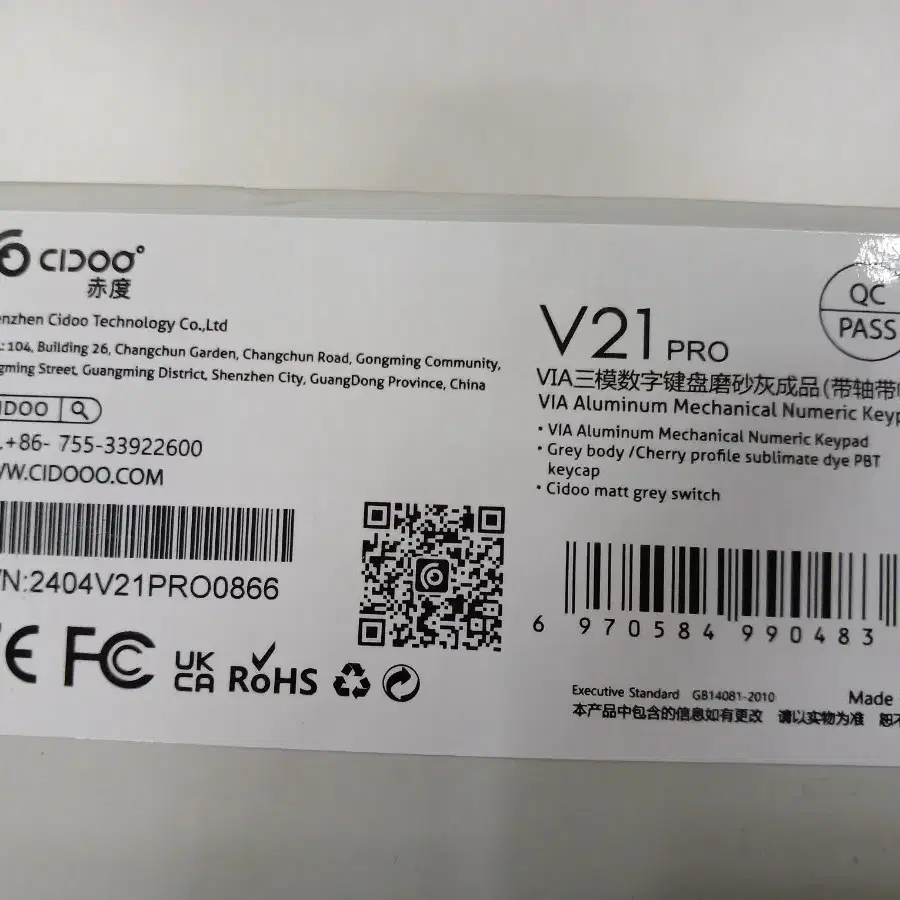 CIDOO
赤度
nzhen Cidoo Technology Co.,Ltd
: 104, Building 26, Changchun Garden, Changchun Road, Gongming Community,
gming Street, Guangming District, Shenzhen City, GuangDong Province, China
IDOO
.+86- 755-33922600
WW.CIDOOO.COM
N:2404V21PRO0866
CE FC UK CA RoHS
V21 PRO
QC
PASS
VIA三模数字键盘磨砂灰成品(带轴带
VIA Aluminum Mechanical Numeric Keyp
• VIA Aluminum Mechanical Numeric Keypad
• Grey body /Cherry profile sublimate dye PBT
keycap
• Cidoo matt grey switch
6 970584 990483
Executive Standard GB14081-2010
Made
本产品中包含的信息如有更改 请以实物为准 恕不